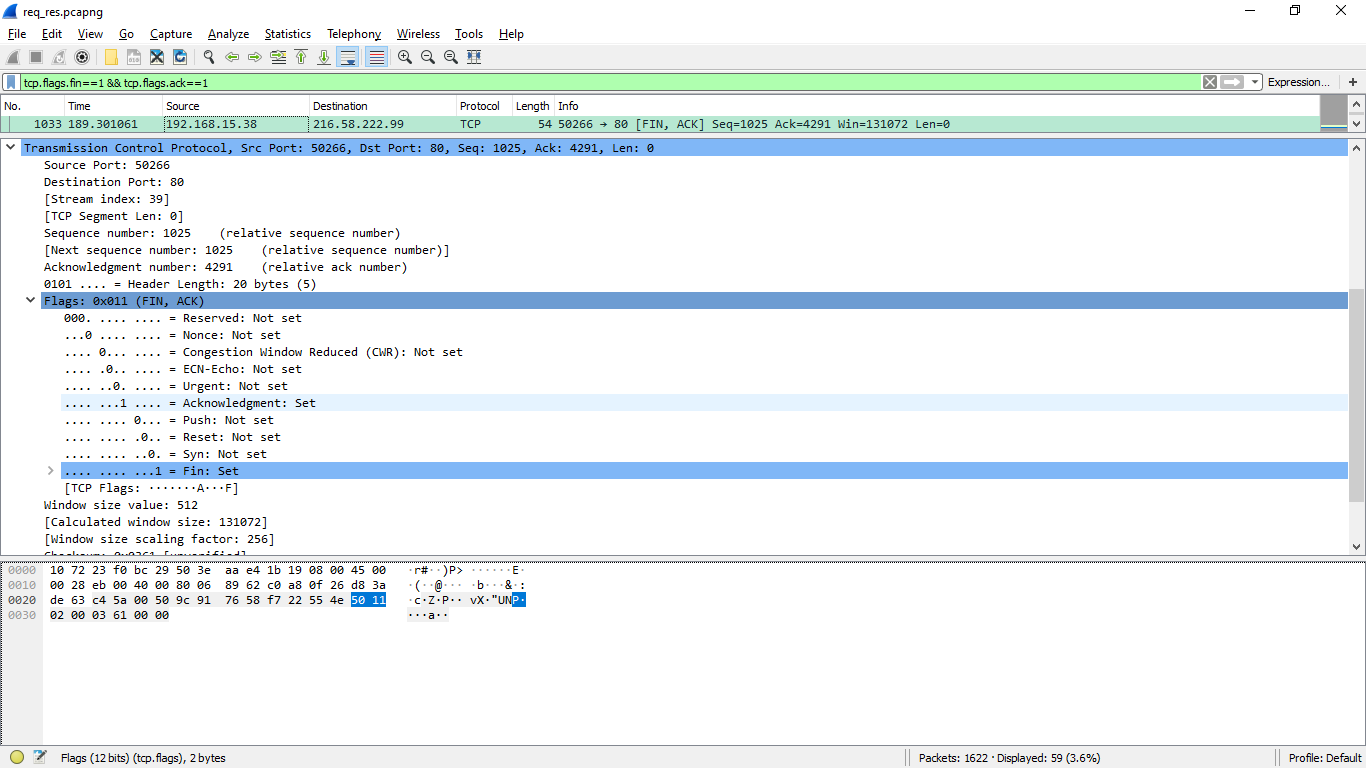 req_res.pcapng
File Edit View Go Capture Analyze Statistics Telephony Wireless Tools Help
tcp.flags.fin==1 && tcp.flags.ack==1 Expression... +
No. Time Source Destination Protocol Length Info
1033 189.301061 192.168.15.38 216.58.222.99 TCP 54 50266 → 80 [FIN, ACK] Seq=1025 Ack=4291 Win=131072 Len=0
Transmission Control Protocol, Src Port: 50266, Dst Port: 80, Seq: 1025, Ack: 4291, Len: 0
Source Port: 50266
Destination Port: 80
[Stream index: 39]
[TCP Segment Len: 0]
Sequence number: 1025 (relative sequence number)
[Next sequence number: 1025 (relative sequence number)]
Acknowledgment number: 4291 (relative ack number)
0101 .... = Header Length: 20 bytes (5)
Flags: 0x011 (FIN, ACK)
000. .... .... = Reserved: Not set
...0 .... .... = Nonce: Not set
.... 0... .... = Congestion Window Reduced (CWR): Not set
.... .0.. .... = ECN-Echo: Not set
.... ..0. .... = Urgent: Not set
.... ...1 .... = Acknowledgment: Set
.... .... 0... = Push: Not set
.... .... .0.. = Reset: Not set
.... .... ..0. = Syn: Not set
.... .... ...1 = Fin: Set
[TCP Flags: ·······A···F]
Window size value: 512
[Calculated window size: 131072]
[Window size scaling factor: 256]
Checksum: 0x0361 [unverified]
0000 10 72 23 f0 bc 29 50 3e aa e4 1b 19 08 00 45 00 ·r#··)P> ······E·
0010 00 28 eb 00 40 00 80 06 89 62 c0 a8 0f 26 d8 3a ·(··@··· ·b···&·:
0020 de 63 c4 5a 00 50 9c 91 76 58 f7 22 55 4e 50 11 ·c·Z·P·· vX·"UNP·
0030 02 00 03 61 00 00 ···a··
Flags (12 bits) (tcp.flags), 2 bytes Packets: 1622 · Displayed: 59 (3.6%) Profile: Default